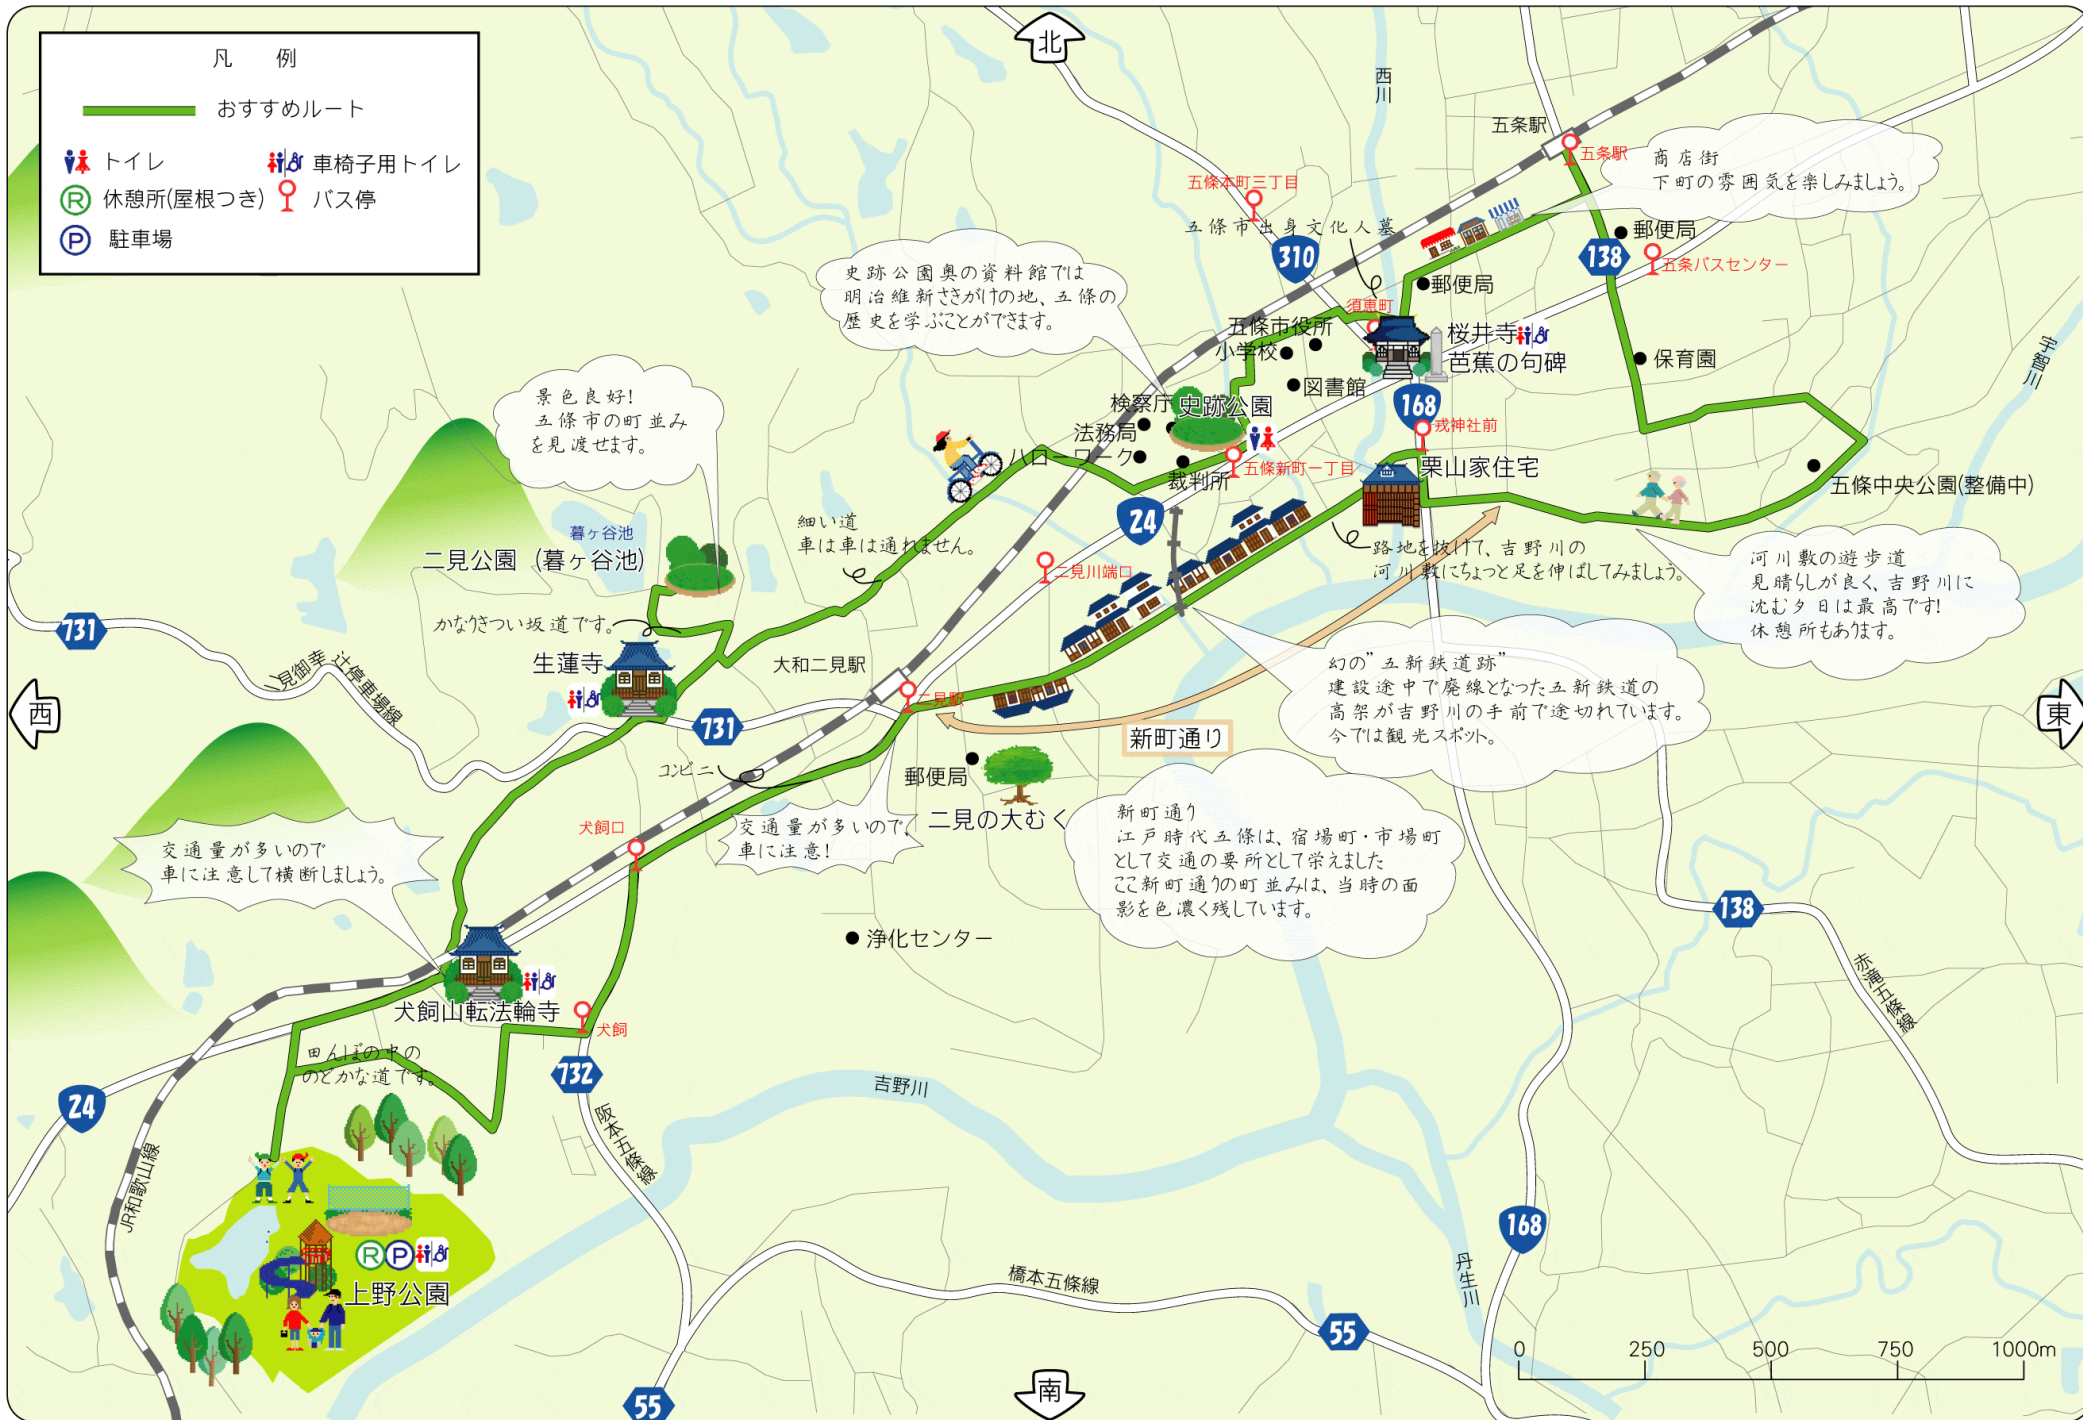 凡 例
おすすめルート
トイレ
車椅子用トイレ
R
休憩所(屋根つき)
バス停
P
駐車場
北
西川
五条駅
五条駅
商店街
下町の雰囲気を楽しみましょう。
五條本町三丁目
五條市出身文化人墓
310
138
郵便局
五条バスセンター
郵便局
史跡公園奥の資料館では
明治維新さきがけの地、五條の
歴史を学ぶことができます。
須恵町
五條市役所
小学校
桜井寺
芭蕉の句碑
保育園
宇智川
図書館
168
景色良好!
五條市の町並み
を見渡せます。
検察庁
史跡公園
法務局
ハローワーク
裁判所
五條新町一丁目
戎神社前
栗山家住宅
五條中央公園(整備中)
24
暮ヶ谷池
二見公園 (暮ヶ谷池)
細い道
車は車は通れません。
二見川端口
路地を抜けて、吉野川の
河川敷にちょっと足を伸ばしてみましょう。
河川敷の遊歩道
見晴らしが良く、吉野川に
沈む夕日は最高です!
休憩所もあります。
731
かなりきつい坂道です。
生蓮寺
大和二見駅
二見駅
二見御幸
辻停車場線
幻の”五新鉄道跡”
建設途中で廃線となった五新鉄道の
高架が吉野川の手前で途切れています。
今では観光スポット。
西
東
731
新町通り
コンビニ
郵便局
二見の大むく
犬飼口
交通量が多いので、
車に注意!
新町通り
江戸時代五條は、宿場町・市場町
として交通の要所として栄えました
ここ新町通りの町並みは、当時の面
影を色濃く残しています。
交通量が多いので
車に注意して横断しましょう。
138
浄化センター
赤滝五條線
犬飼山転法輪寺
犬飼
田んぼの中の
のどかな道です。
732
24
吉野川
阪本五條線
JR和歌山線
168
R
P
上野公園
橋本五條線
丹生川
55
55
南
0 250 500 750 1000m